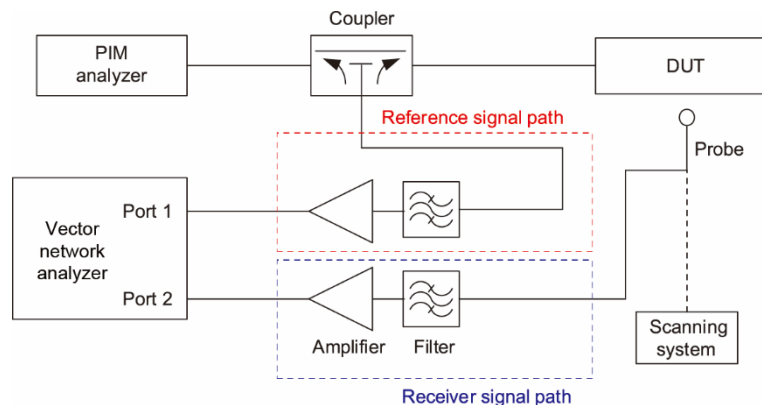 Coupler
PIM
analyzer
DUT
Reference signal path
Probe
Port 1
Vector
network
analyzer
Port 2
Amplifier
Filter
Scanning
system
Receiver signal path